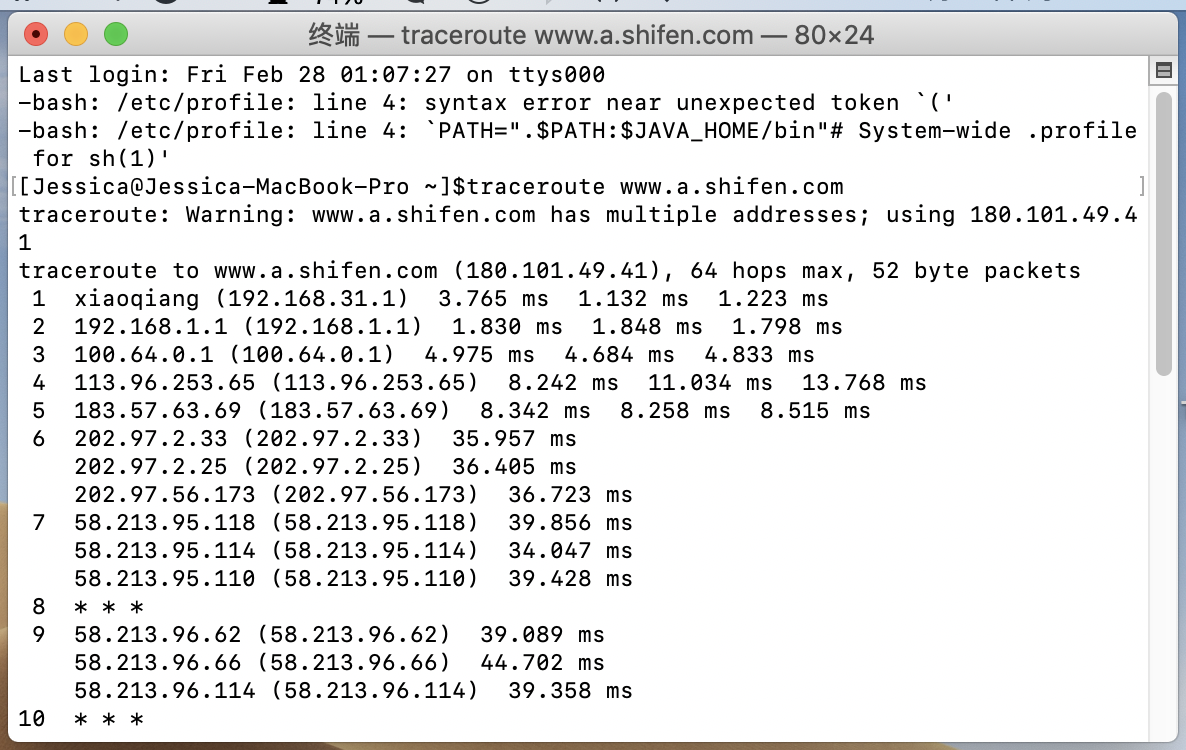 终端 — traceroute www.a.shifen.com — 80×24
Last login: Fri Feb 28 01:07:27 on ttys000
-bash: /etc/profile: line 4: syntax error near unexpected token `('
-bash: /etc/profile: line 4: `PATH=".$PATH:$JAVA_HOME/bin"# System-wide .profile
 for sh(1)'
[[Jessica@Jessica-MacBook-Pro ~]$traceroute www.a.shifen.com ]
traceroute: Warning: www.a.shifen.com has multiple addresses; using 180.101.49.4
1
traceroute to www.a.shifen.com (180.101.49.41), 64 hops max, 52 byte packets
 1  xiaoqiang (192.168.31.1)  3.765 ms  1.132 ms  1.223 ms
 2  192.168.1.1 (192.168.1.1)  1.830 ms  1.848 ms  1.798 ms
 3  100.64.0.1 (100.64.0.1)  4.975 ms  4.684 ms  4.833 ms
 4  113.96.253.65 (113.96.253.65)  8.242 ms  11.034 ms  13.768 ms
 5  183.57.63.69 (183.57.63.69)  8.342 ms  8.258 ms  8.515 ms
 6  202.97.2.33 (202.97.2.33)  35.957 ms
    202.97.2.25 (202.97.2.25)  36.405 ms
    202.97.56.173 (202.97.56.173)  36.723 ms
 7  58.213.95.118 (58.213.95.118)  39.856 ms
    58.213.95.114 (58.213.95.114)  34.047 ms
    58.213.95.110 (58.213.95.110)  39.428 ms
 8  * * *
 9  58.213.96.62 (58.213.96.62)  39.089 ms
    58.213.96.66 (58.213.96.66)  44.702 ms
    58.213.96.114 (58.213.96.114)  39.358 ms
10  * * *